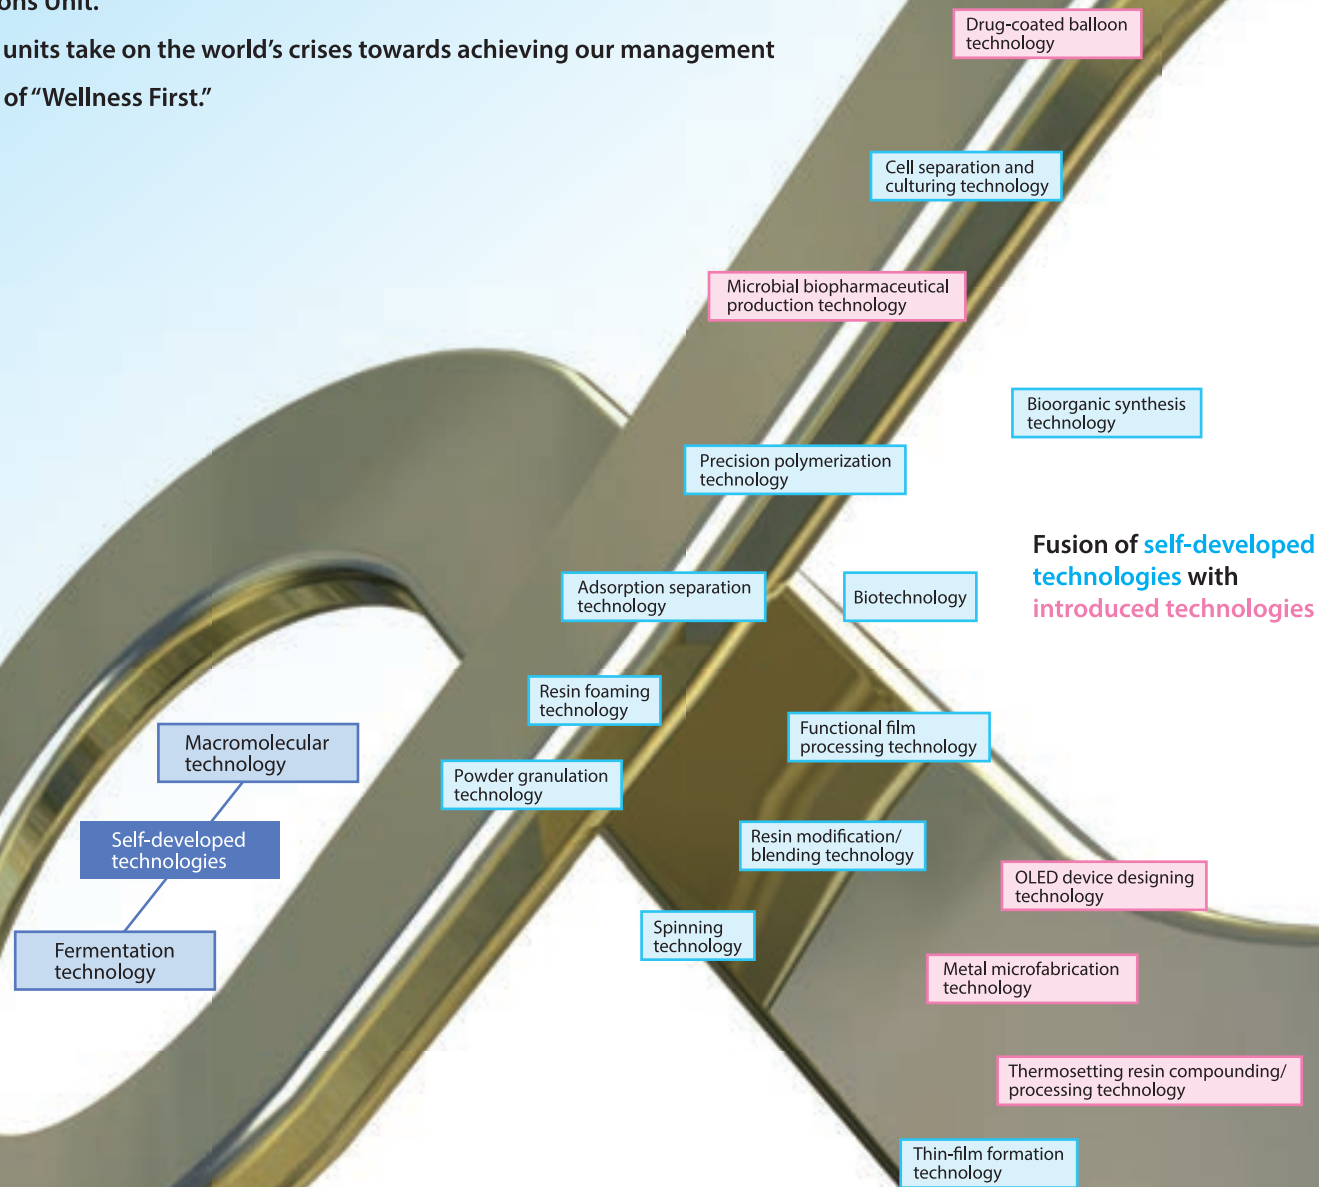 ons Unit.
units take on the world’s crises towards achieving our management
of “Wellness First.”
Drug-coated balloon
technology
Cell separation and
culturing technology
Microbial biopharmaceutical
production technology
Bioorganic synthesis
technology
Precision polymerization
technology
Fusion of self-developed
technologies with
introduced technologies
Adsorption separation
technology
Biotechnology
Resin foaming
technology
Functional film
processing technology
Macromolecular
technology
Powder granulation
technology
Self-developed
technologies
Resin modification/
blending technology
OLED device designing
technology
Spinning
technology
Fermentation
technology
Metal microfabrication
technology
Thermosetting resin compounding/
processing technology
Thin-film formation
technology